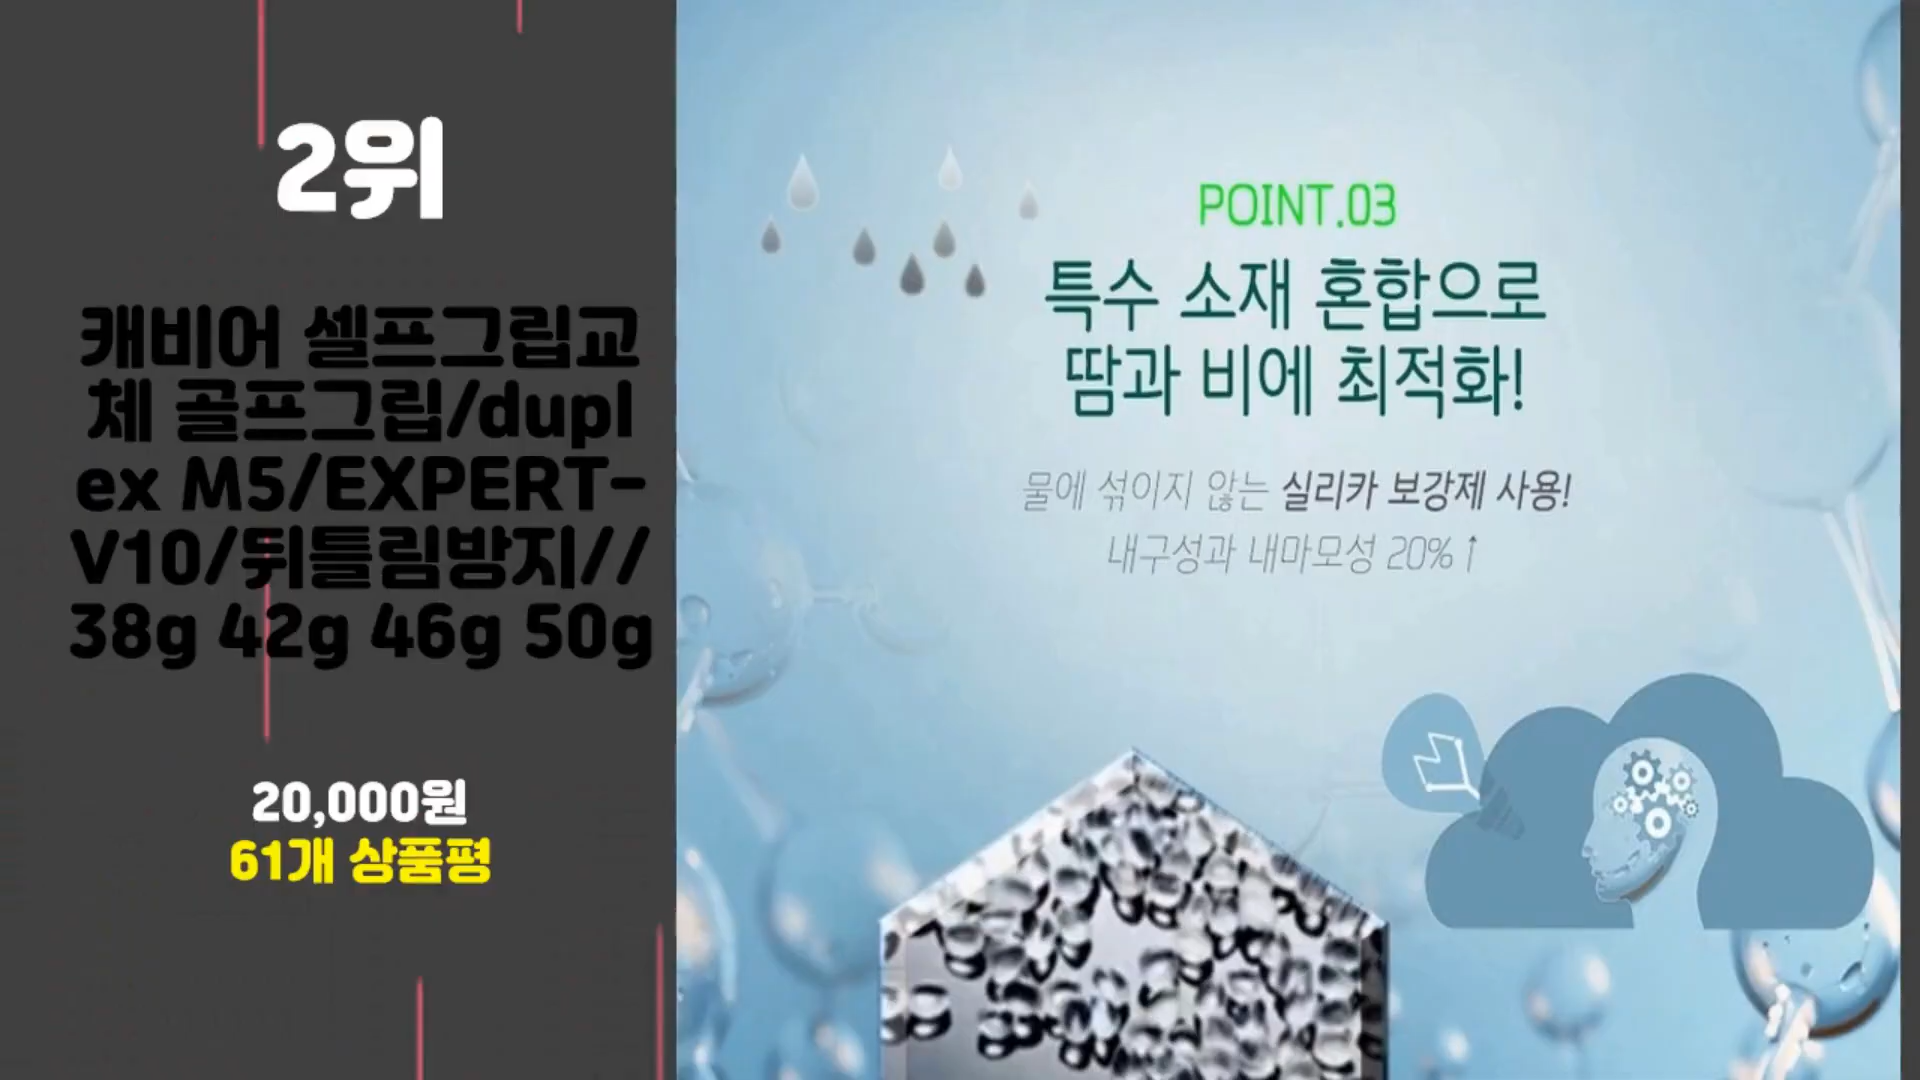 2위
캐비어 셀프그립교
체 골프그립/dupl
ex M5/EXPERT-
V10/뒤틀림방지//
38g 42g 46g 50g
20,000원
61개 상품평
POINT.03
특수 소재 혼합으로
땀과 비에 최적화!
물에 섞이지 않는 실리카 보강제 사용!
내구성과 내마모성 20%↑